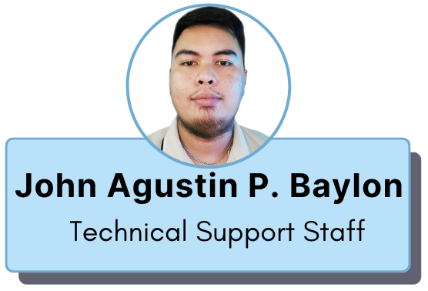 John Agustin P. Baylon
Technical Support Staff